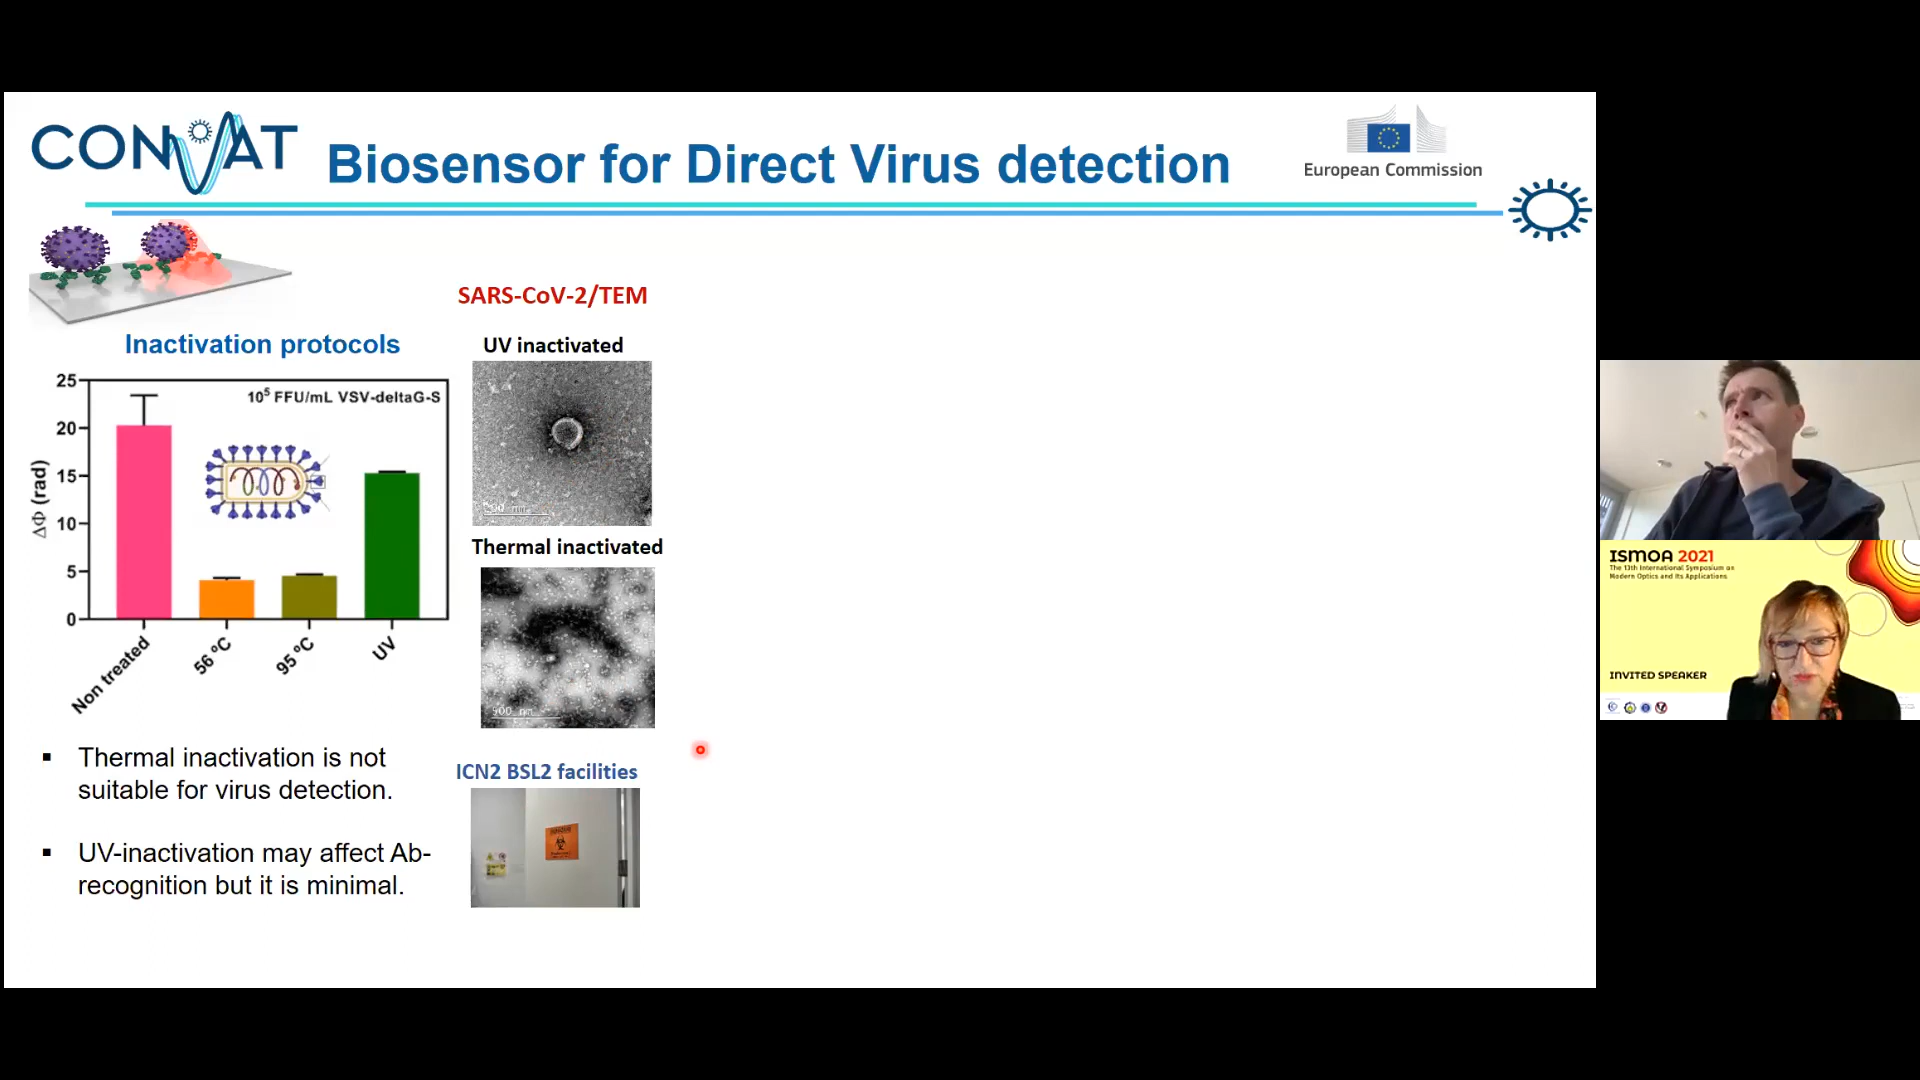 CONVAT
Biosensor for Direct Virus detection
European Commission
SARS-CoV-2/TEM
Inactivation protocols
UV inactivated
10⁵ FFU/mL VSV-deltaG-S
ΔΦ (rad)
25
20
15
10
5
0
Non treated
56 ºC
95 ºC
UV
Thermal inactivated
500 nm
Thermal inactivation is not
suitable for virus detection.
UV-inactivation may affect Ab-
recognition but it is minimal.
ICN2 BSL2 facilities
ISMOA 2021
The 13th International Symposium on
Modern Optics and Its Applications
INVITED SPEAKER